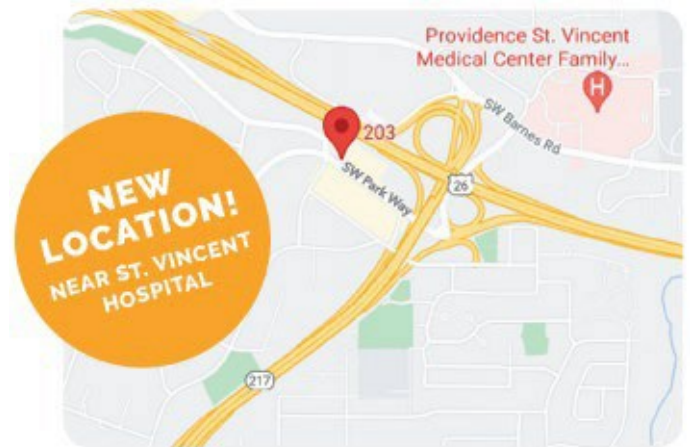 Providence St. Vincent
Medical Center Family...
H
203
SW Barnes Rd
SW Park Way
26
NEW
LOCATION!
NEAR ST. VINCENT
HOSPITAL
217